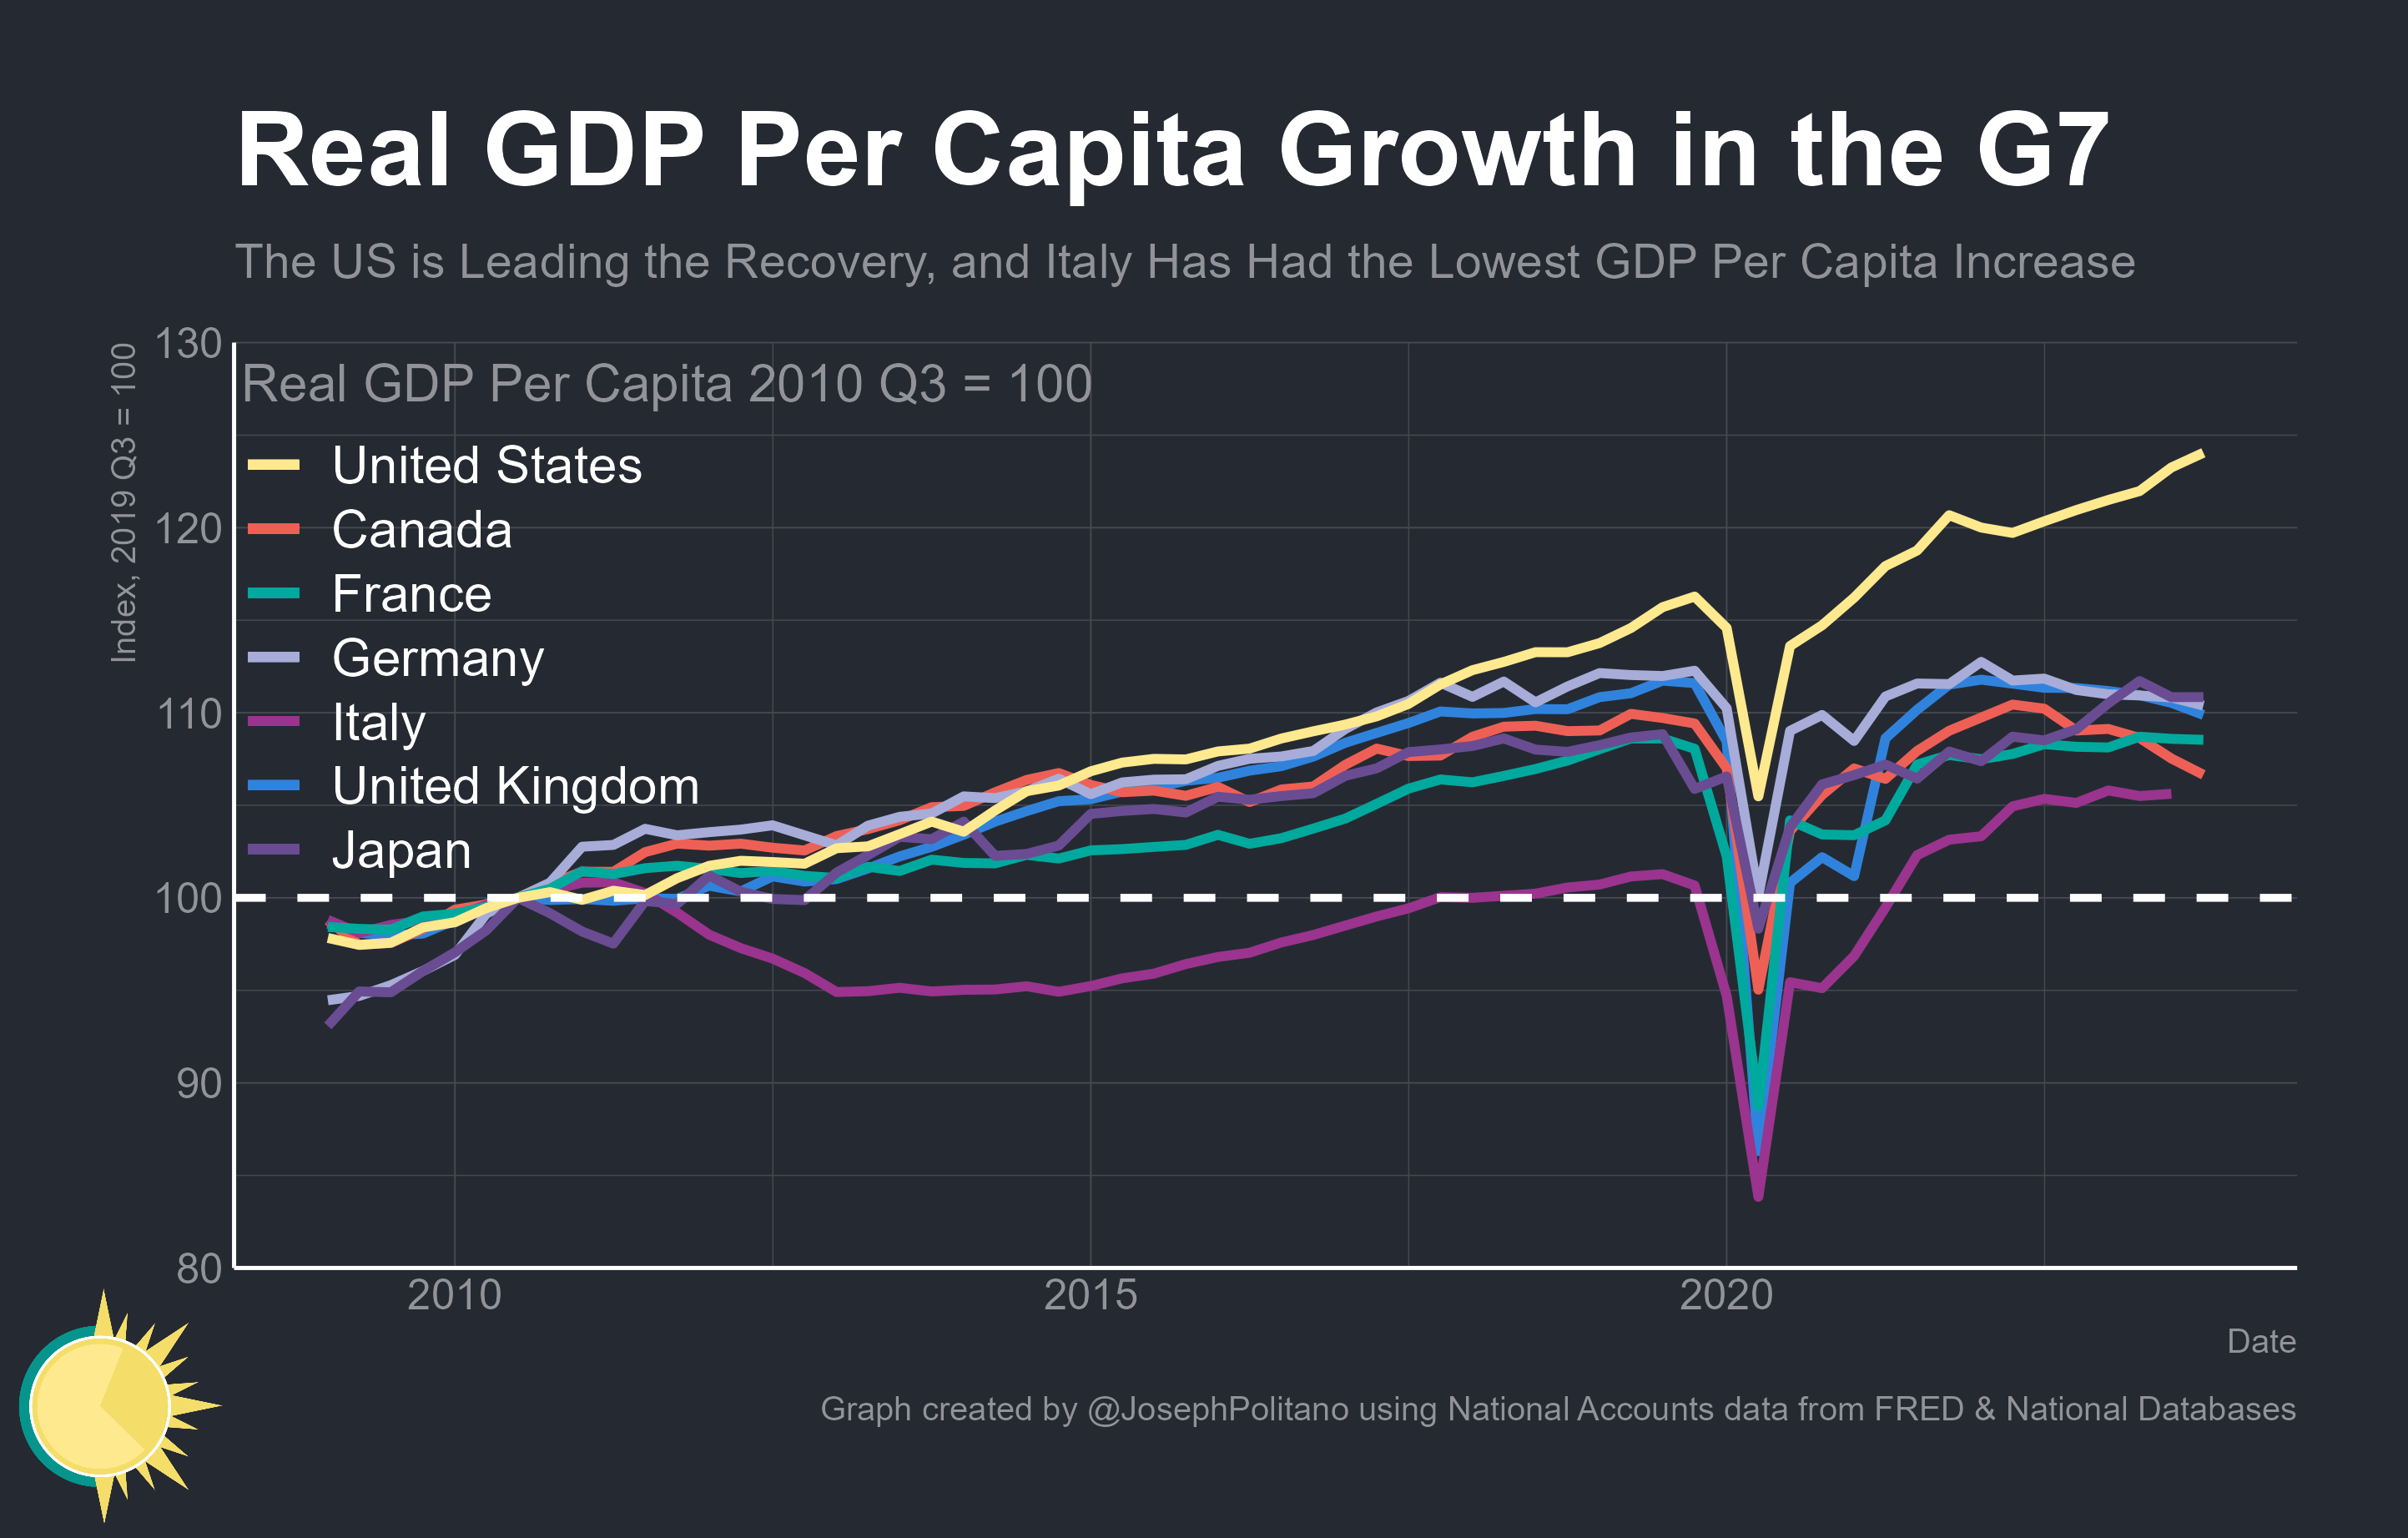 Real GDP Per Capita Growth in the G7
The US is Leading the Recovery, and Italy Has Had the Lowest GDP Per Capita Increase
Index, 2019 Q3 = 100
130
120
110
100
90
80
Real GDP Per Capita 2010 Q3 = 100
United States
Canada
France
Germany
Italy
United Kingdom
Japan
2010
2015
2020
Date
Graph created by @JosephPolitano using National Accounts data from FRED & National Databases